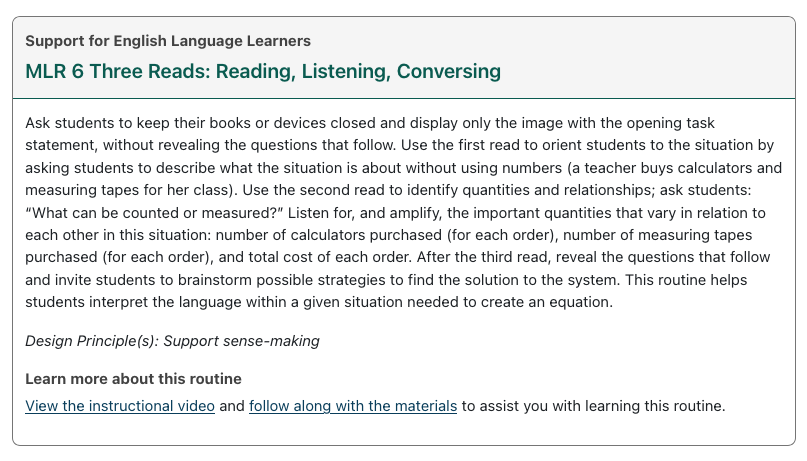 Support for English Language Learners
MLR 6 Three Reads: Reading, Listening, Conversing
Ask students to keep their books or devices closed and display only the image with the opening task
statement, without revealing the questions that follow. Use the first read to orient students to the situation by
asking students to describe what the situation is about without using numbers (a teacher buys calculators and
measuring tapes for her class). Use the second read to identify quantities and relationships; ask students:
“What can be counted or measured?” Listen for, and amplify, the important quantities that vary in relation to
each other in this situation: number of calculators purchased (for each order), number of measuring tapes
purchased (for each order), and total cost of each order. After the third read, reveal the questions that follow
and invite students to brainstorm possible strategies to find the solution to the system. This routine helps
students interpret the language within a given situation needed to create an equation.
Design Principle(s): Support sense-making
Learn more about this routine
View the instructional video and follow along with the materials to assist you with learning this routine.